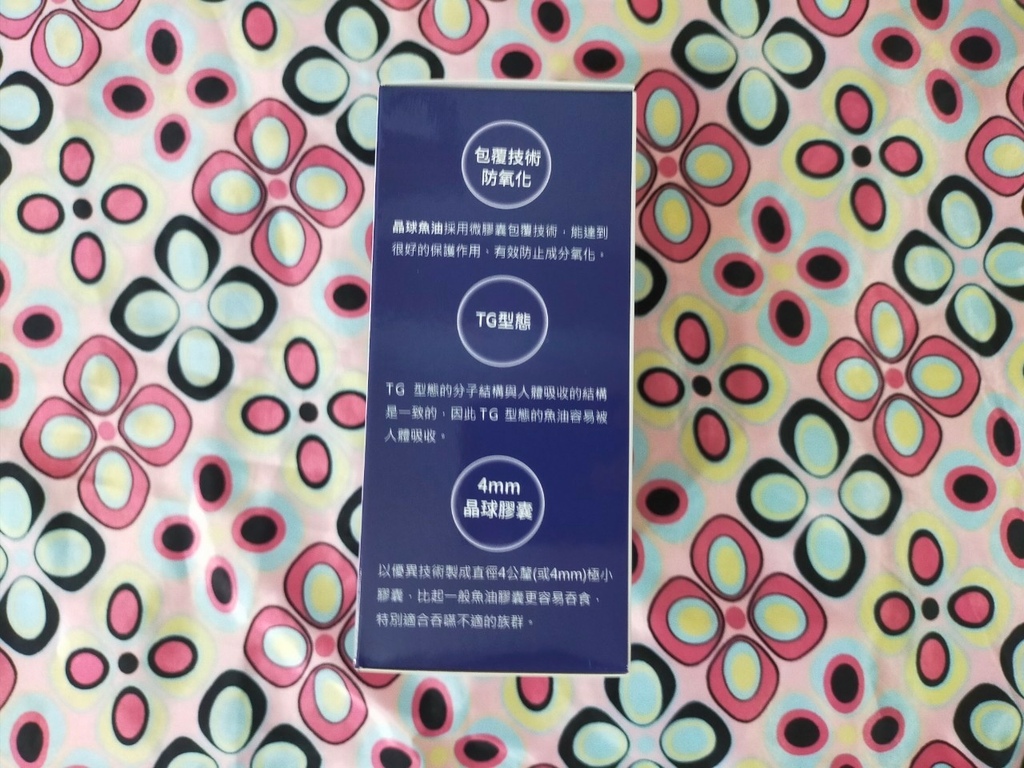 包覆技術
防氧化
晶球魚油採用微膠囊包覆技術，能達到
很好的保護作用，有效防止成分氧化。
TG型態
TG 型態的分子結構與人體吸收的結構
是一致的，因此TG 型態的魚油容易被
人體吸收。
4mm
晶球膠囊
以優異技術製成直徑4公釐(或4mm)極小
膠囊，比起一般魚油膠囊更容易吞食，
特別適合吞嚥不適的族群。